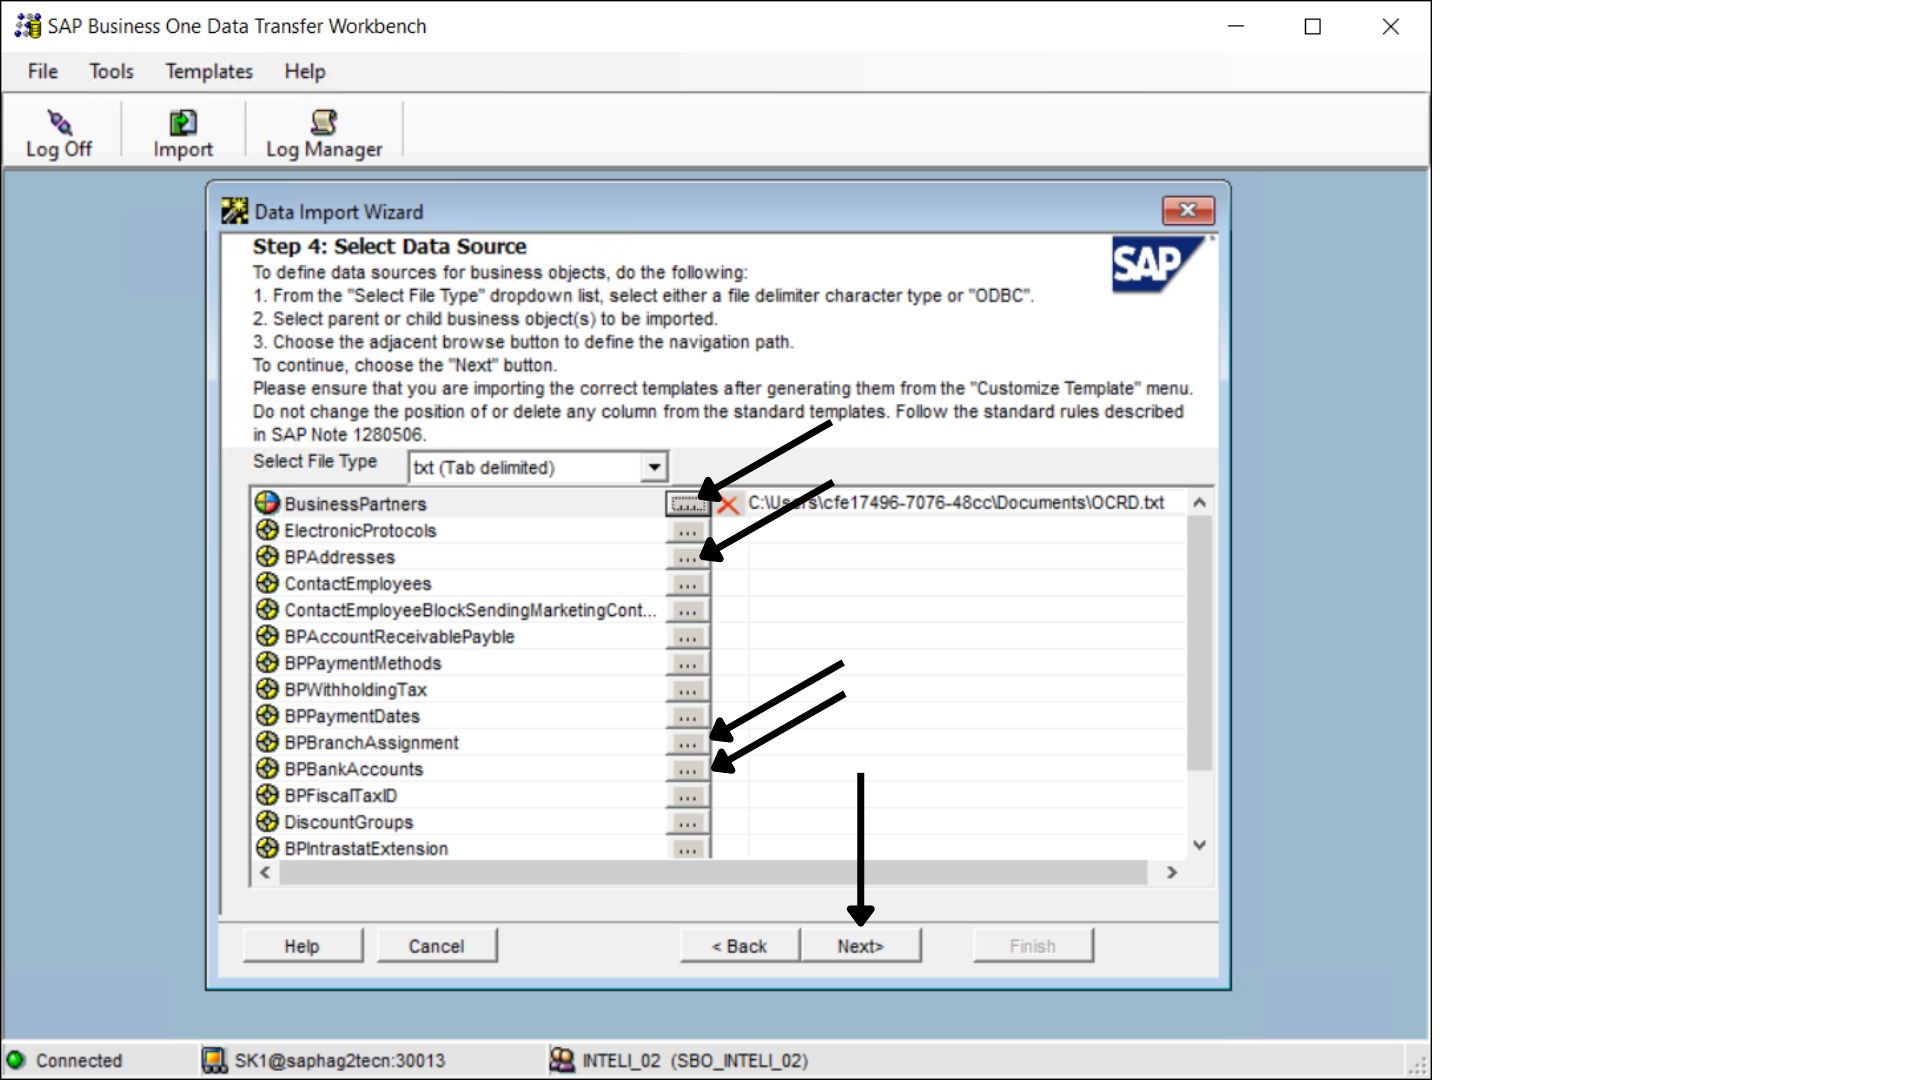 SAP Business One Data Transfer Workbench
File Tools Templates Help
Log Off Import Log Manager
Data Import Wizard
Step 4: Select Data Source
SAP
To define data sources for business objects, do the following:
1. From the "Select File Type" dropdown list, select either a file delimiter character type or "ODBC".
2. Select parent or child business object(s) to be imported.
3. Choose the adjacent browse button to define the navigation path.
To continue, choose the "Next" button.
Please ensure that you are importing the correct templates after generating them from the "Customize Template" menu.
Do not change the position of or delete any column from the standard templates. Follow the standard rules described
in SAP Note 1280506.
Select File Type txt (Tab delimited)
BusinessPartners ... C:\Users\cfe17496-7076-48cc\Documents\OCRD.txt
ElectronicProtocols ...
BPAddresses ...
ContactEmployees ...
ContactEmployeeBlockSendingMarketingCont... ...
BPAccountReceivablePayble ...
BPPaymentMethods ...
BPWithholdingTax ...
BPPaymentDates ...
BPBranchAssignment ...
BPBankAccounts ...
BPFiscalTaxID ...
DiscountGroups ...
BPIntrastatExtension ...
Help Cancel < Back Next> Finish
Connected SK1@saphag2tecn:30013 INTELI_02 (SBO_INTELI_02)